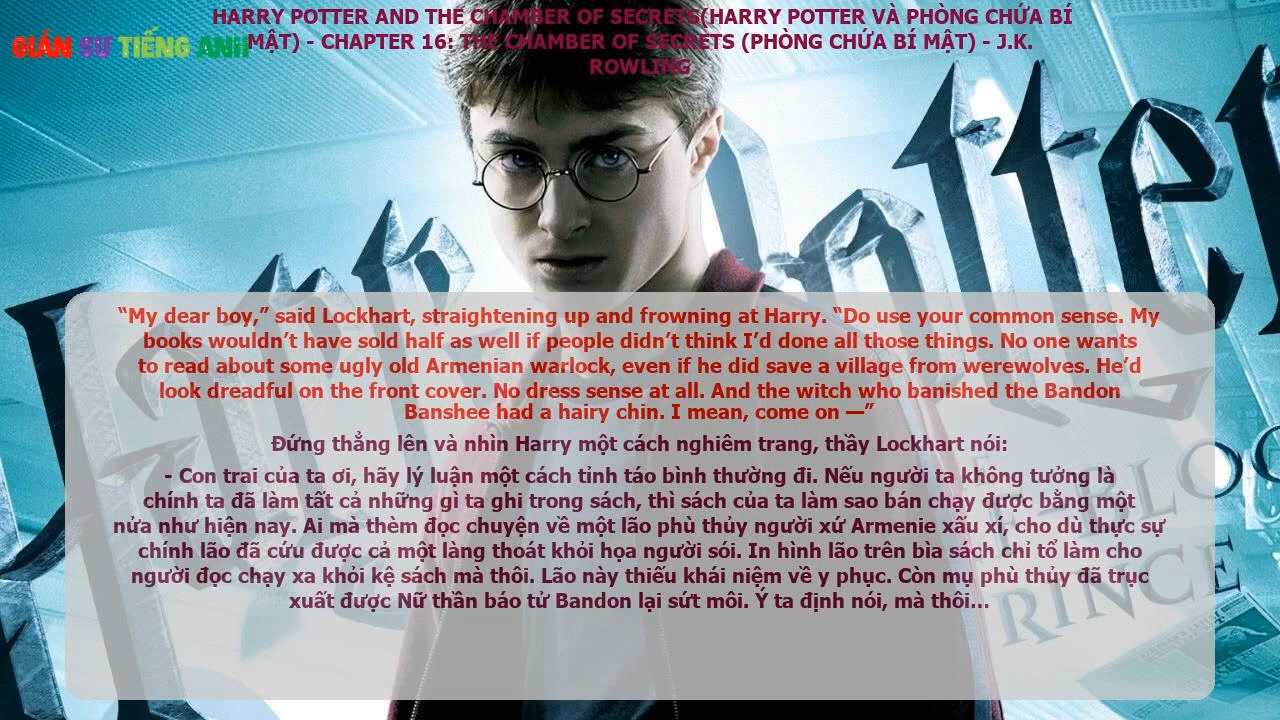 HARRY POTTER AND THE CHAMBER OF SECRETS(HARRY POTTER VÀ PHÒNG CHỨA BÍ
MẬT) - CHAPTER 16: THE CHAMBER OF SECRETS (PHÒNG CHỨA BÍ MẬT) - J.K.
ROWLING
GIÁN SỰ TIẾNG ANH
Harry Potter
“My dear boy,” said Lockhart, straightening up and frowning at Harry. “Do use your common sense. My
books wouldn’t have sold half as well if people didn’t think I’d done all those things. No one wants
to read about some ugly old Armenian warlock, even if he did save a village from werewolves. He’d
look dreadful on the front cover. No dress sense at all. And the witch who banished the Bandon
Banshee had a hairy chin. I mean, come on —”
Đứng thẳng lên và nhìn Harry một cách nghiêm trang, thầy Lockhart nói:
- Con trai của ta ơi, hãy lý luận một cách tỉnh táo bình thường đi. Nếu người ta không tưởng là
chính ta đã làm tất cả những gì ta ghi trong sách, thì sách của ta làm sao bán chạy được bằng một
nửa như hiện nay. Ai mà thèm đọc chuyện về một lão phù thủy người xứ Armenie xấu xí, cho dù thực sự
chính lão đã cứu được cả một làng thoát khỏi họa người sói. In hình lão trên bìa sách chỉ tổ làm cho
người đọc chạy xa khỏi kệ sách mà thôi. Lão này thiếu khái niệm về y phục. Còn mụ phù thủy đã trục
xuất được Nữ thần báo tử Bandon lại sứt môi. Ý ta định nói, mà thôi...
PRINCE